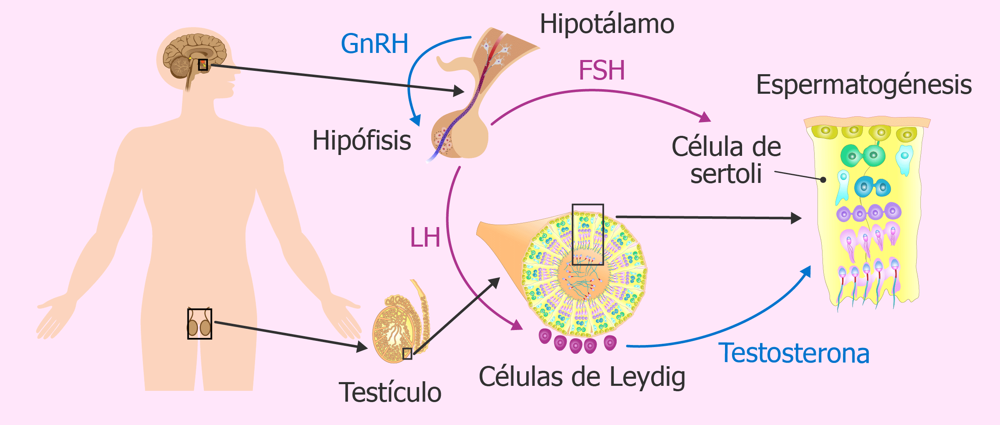 Hipotálamo
GnRH
FSH
Espermatogénesis
Hipófisis
Célula de
sertoli
LH
Testosterona
Células de Leydig
Testículo